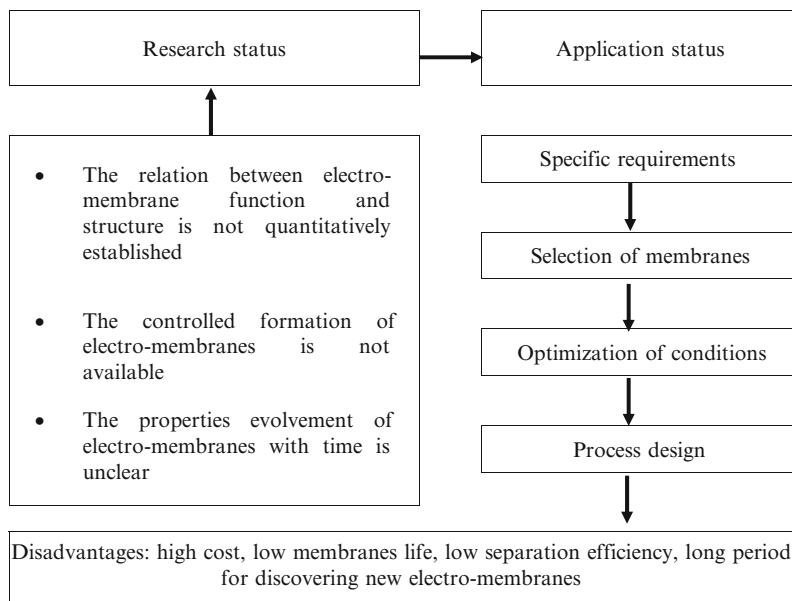 Research status
Application status
• The relation between electro-
membrane function and
structure is not quantitatively
established
• The controlled formation of
electro-membranes is not
available
• The properties evolvement of
electro-membranes with time is
unclear
Specific requirements
Selection of membranes
Optimization of conditions
Process design
Disadvantages: high cost, low membranes life, low separation efficiency, long period
for discovering new electro-membranes